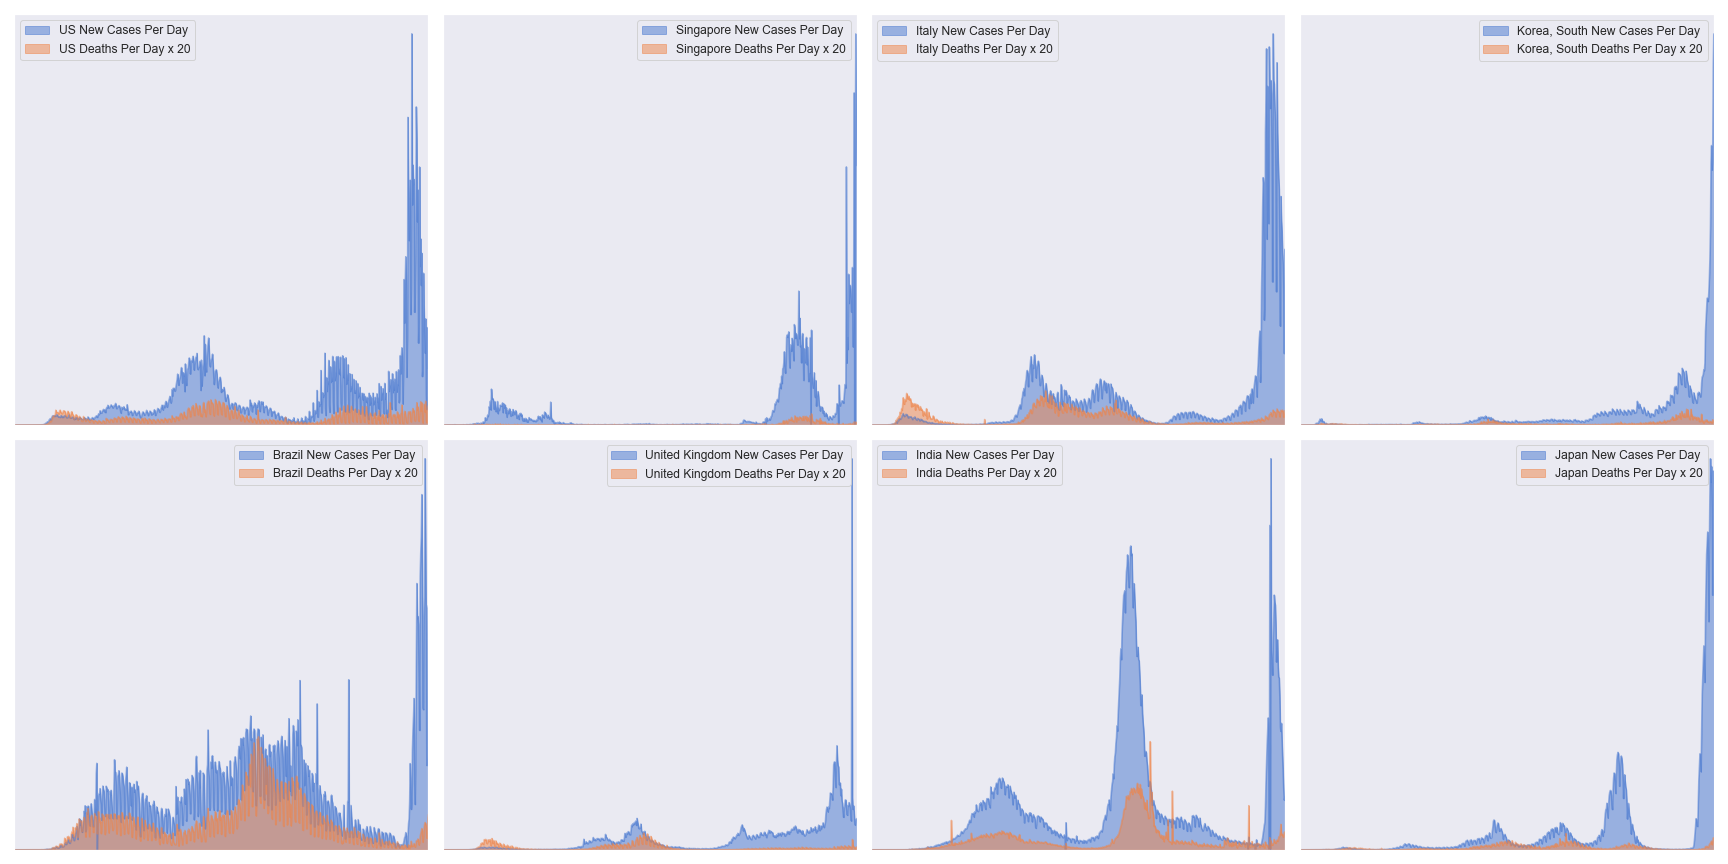 US New Cases Per Day
US Deaths Per Day x 20
Singapore New Cases Per Day
Singapore Deaths Per Day x 20
Italy New Cases Per Day
Italy Deaths Per Day x 20
Korea, South New Cases Per Day
Korea, South Deaths Per Day x 20
Brazil New Cases Per Day
Brazil Deaths Per Day x 20
United Kingdom New Cases Per Day
United Kingdom Deaths Per Day x 20
India New Cases Per Day
India Deaths Per Day x 20
Japan New Cases Per Day
Japan Deaths Per Day x 20